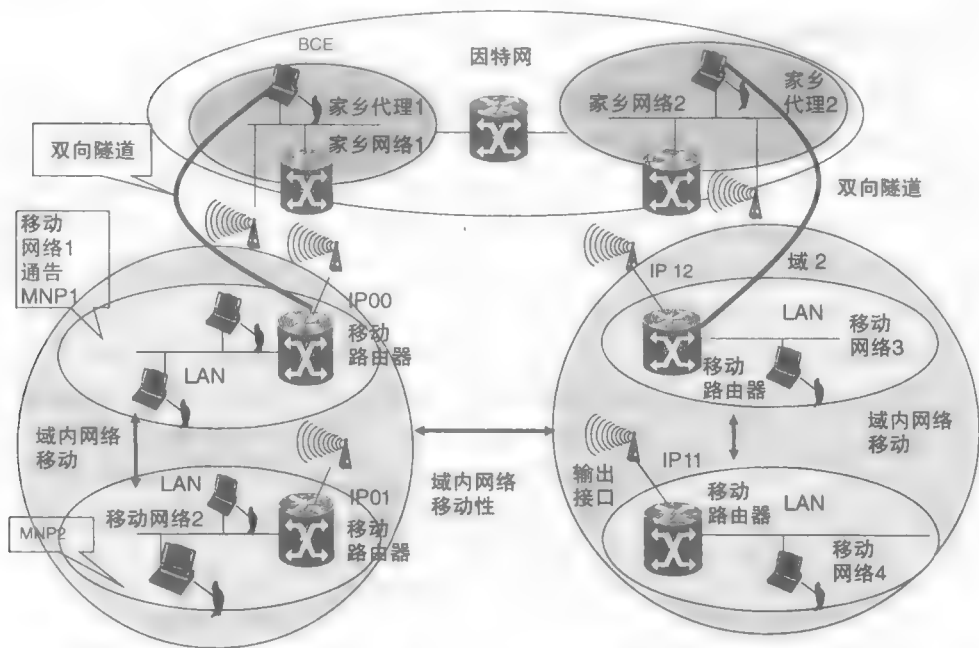 BCE
因特网
家乡代理1
家乡网络1
家乡网络2
家乡
代理2
双向隧道
双向隧道
移动
网络1
通告
MNP1
IP00
移动
路由器
LAN
域内网络
移动
LAN
移动网络2
IP01
移动
路由器
MNP2
域内网络
移动性
IP 12
域 2
LAN
移动
网络3
移动
路由器
域内网络
移动
输出
接口
IP11
移动
路由器
LAN
移动
网络4